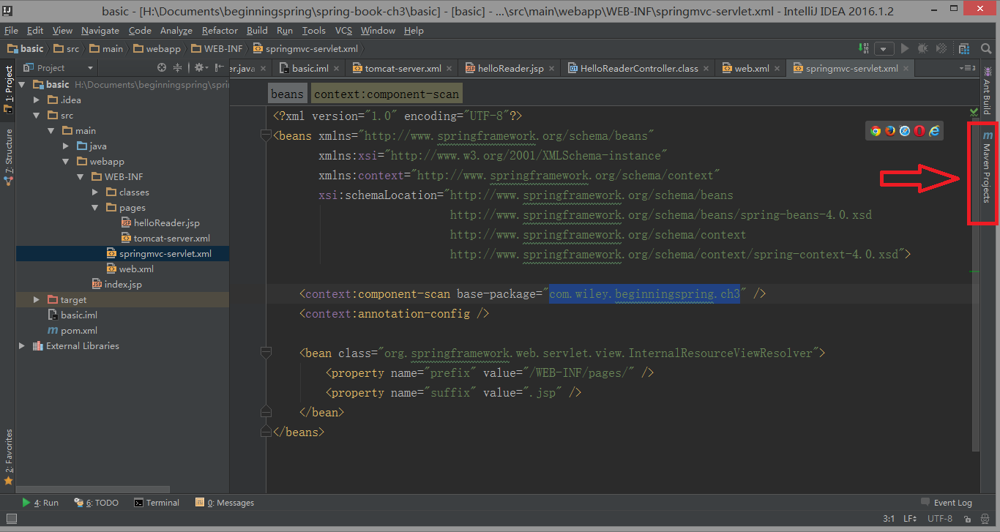 basic - [H:\Documents\beginningspring\spring-book-ch3\basic] - [basic] - ...\src\main\webapp\WEB-INF\springmvc-servlet.xml - IntelliJ IDEA 2016.1.2
File Edit View Navigate Code Analyze Refactor Build Run Tools VCS Window Help
basic src main webapp WEB-INF springmvc-servlet.xml
Project er.java basic.iml tomcat-server.xml helloReader.jsp HelloReaderController.class web.xml springmvc-servlet.xml 3
1: Project
Z: Structure
2: Favorites
basic H:\Documents\beginningspring\spri
.idea
src
main
java
webapp
WEB-INF
classes
pages
helloReader.jsp
tomcat-server.xml
springmvc-servlet.xml
web.xml
index.jsp
target
basic.iml
pom.xml
External Libraries
beans context:component-scan
<?xml version="1.0" encoding="UTF-8"?>
<beans xmlns="http://www.springframework.org/schema/beans"
xmlns:xsi="http://www.w3.org/2001/XMLSchema-instance"
xmlns:context="http://www.springframework.org/schema/context"
xsi:schemaLocation="http://www.springframework.org/schema/beans
http://www.springframework.org/schema/beans/spring-beans-4.0.xsd
http://www.springframework.org/schema/context
http://www.springframework.org/schema/context/spring-context-4.0.xsd">
<context:component-scan base-package="com.wiley.beginningspring.ch3" />
<context:annotation-config />
<bean class="org.springframework.web.servlet.view.InternalResourceViewResolver">
<property name="prefix" value="/WEB-INF/pages/" />
<property name="suffix" value=".jsp" />
</bean>
</beans>
Ant Build
Maven Projects
4: Run 6: TODO Terminal 0: Messages Event Log
3:1 LF UTF-8